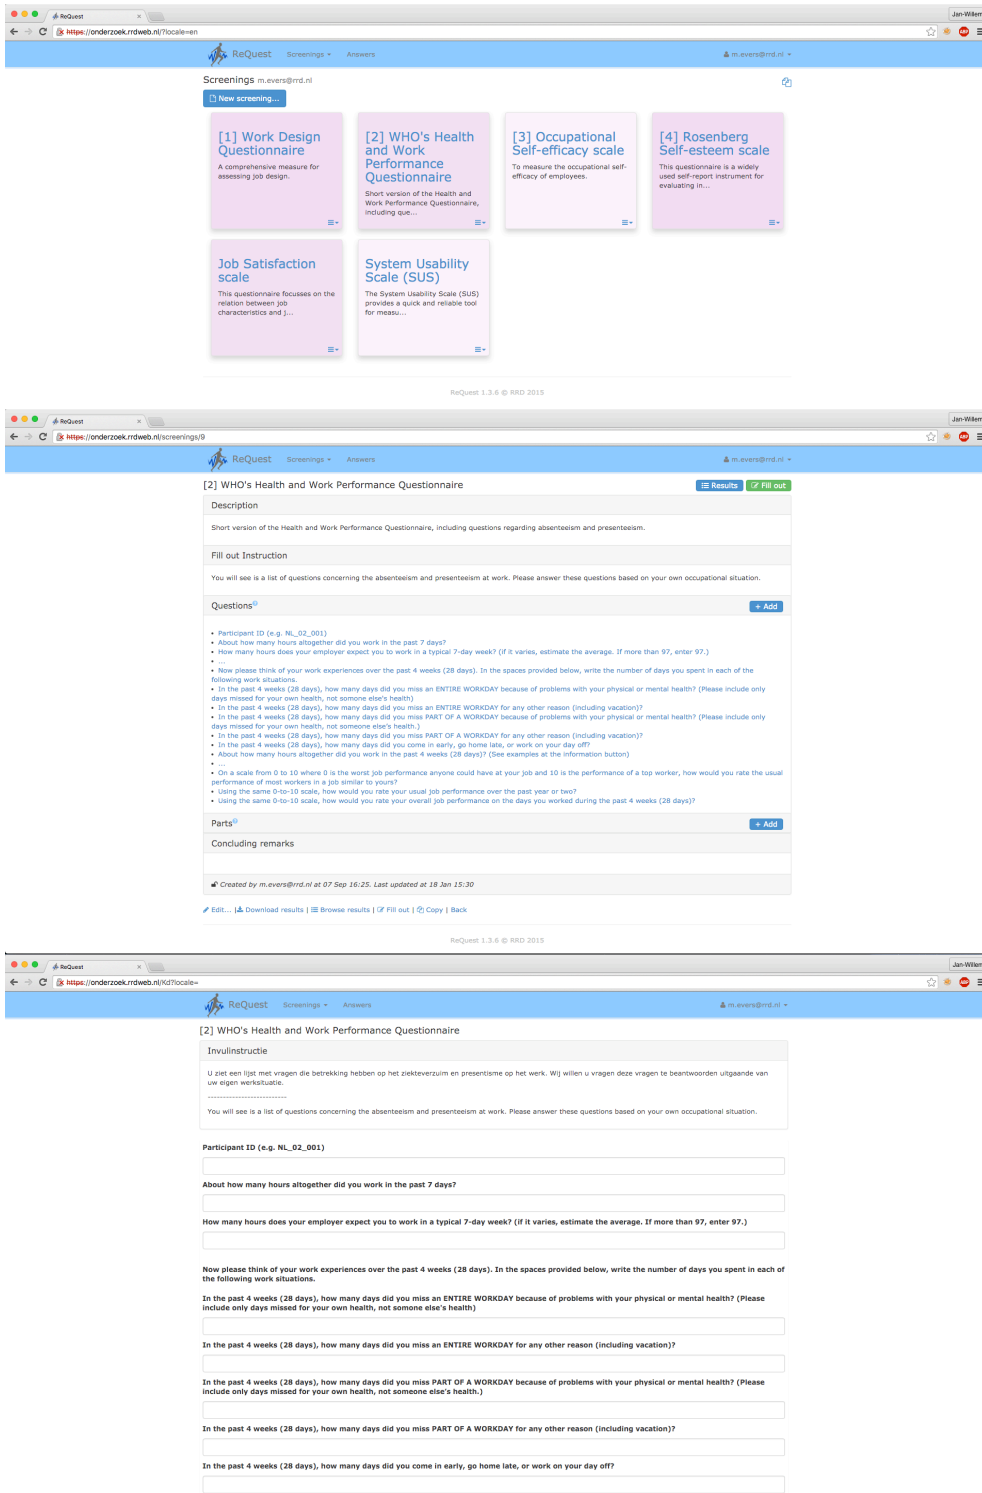 ReQuest
Jan-Willem
https://onderzoek.rrdweb.nl/?locale=en
ReQuest Screenings Answers m.evers@rrd.nl
Screenings m.evers@rrd.nl
New screening...
[1] Work Design
Questionnaire
A comprehensive measure for
assessing job design.
[2] WHO's Health
and Work
Performance
Questionnaire
Short version of the Health and
Work Performance Questionnaire,
including que...
[3] Occupational
Self-efficacy scale
To measure the occupational self-
efficacy of employees.
[4] Rosenberg
Self-esteem scale
This questionnaire is a widely
used self-report instrument for
evaluating in...
Job Satisfaction
scale
This questionnaire focusses on the
relation between job
characteristics and j...
System Usability
Scale (SUS)
The System Usability Scale (SUS)
provides a quick and reliable tool
for measu...
ReQuest 1.3.6 © RRD 2015
ReQuest
Jan-Willem
https://onderzoek.rrdweb.nl/screenings/9
ABP
ReQuest Screenings Answers m.evers@rrd.nl
[2] WHO's Health and Work Performance Questionnaire Results Fill out
Description
Short version of the Health and Work Performance Questionnaire, including questions regarding absenteeism and presenteeism.
Fill out Instruction
You will see is a list of questions concerning the absenteeism and presenteeism at work. Please answer these questions based on your own occupational situation.
Questions + Add
• Participant ID (e.g. NL_02_001)
• About how many hours altogether did you work in the past 7 days?
• How many hours does your employer expect you to work in a typical 7-day week? (if it varies, estimate the average. If more than 97, enter 97.)
• ...
• Now please think of your work experiences over the past 4 weeks (28 days). In the spaces provided below, write the number of days you spent in each of the
following work situations.
• In the past 4 weeks (28 days), how many days did you miss an ENTIRE WORKDAY because of problems with your physical or mental health? (Please include only
days missed for your own health, not somone else's health)
• In the past 4 weeks (28 days), how many days did you miss an ENTIRE WORKDAY for any other reason (including vacation)?
• In the past 4 weeks (28 days), how many days did you miss PART OF A WORKDAY because of problems with your physical or mental health? (Please include only
days missed for your own health, not someone else's health.)
• In the past 4 weeks (28 days), how many days did you miss PART OF A WORKDAY for any other reason (including vacation)?
• In the past 4 weeks (28 days), how many days did you come in early, go home late, or work on your day off?
• About how many hours altogether did you work in the past 4 weeks (28 days)? (See examples at the information button)
• ...
• On a scale from 0 to 10 where 0 is the worst job performance anyone could have at your job and 10 is the performance of a top worker, how would you rate the usual
performance of most workers in a job similar to yours?
• Using the same 0-to-10 scale, how would you rate your usual job performance over the past year or two?
• Using the same 0-to-10 scale, how would you rate your overall job performance on the days you worked during the past 4 weeks (28 days)?
Parts + Add
Concluding remarks
Created by m.evers@rrd.nl at 07 Sep 16:25. Last updated at 18 Jan 15:30
Edit... | Download results | Browse results | Fill out | Copy | Back
ReQuest 1.3.6 © RRD 2015
ReQuest
Jan-Willem
https://onderzoek.rrdweb.nl/Kd?locale=
ABP
ReQuest Screenings Answers m.evers@rrd.nl
[2] WHO's Health and Work Performance Questionnaire
Invulinstructie
U ziet een lijst met vragen die betrekking hebben op het ziekteverzuim en presentisme op het werk. Wij willen u vragen deze vragen te beantwoorden uitgaande van
uw eigen werksituatie.
--------------------------
You will see is a list of questions concerning the absenteeism and presenteeism at work. Please answer these questions based on your own occupational situation.
Participant ID (e.g. NL_02_001)
About how many hours altogether did you work in the past 7 days?
How many hours does your employer expect you to work in a typical 7-day week? (if it varies, estimate the average. If more than 97, enter 97.)
Now please think of your work experiences over the past 4 weeks (28 days). In the spaces provided below, write the number of days you spent in each of
the following work situations.
In the past 4 weeks (28 days), how many days did you miss an ENTIRE WORKDAY because of problems with your physical or mental health? (Please
include only days missed for your own health, not somone else's health)
In the past 4 weeks (28 days), how many days did you miss an ENTIRE WORKDAY for any other reason (including vacation)?
In the past 4 weeks (28 days), how many days did you miss PART OF A WORKDAY because of problems with your physical or mental health? (Please
include only days missed for your own health, not someone else's health.)
In the past 4 weeks (28 days), how many days did you miss PART OF A WORKDAY for any other reason (including vacation)?
In the past 4 weeks (28 days), how many days did you come in early, go home late, or work on your day off?